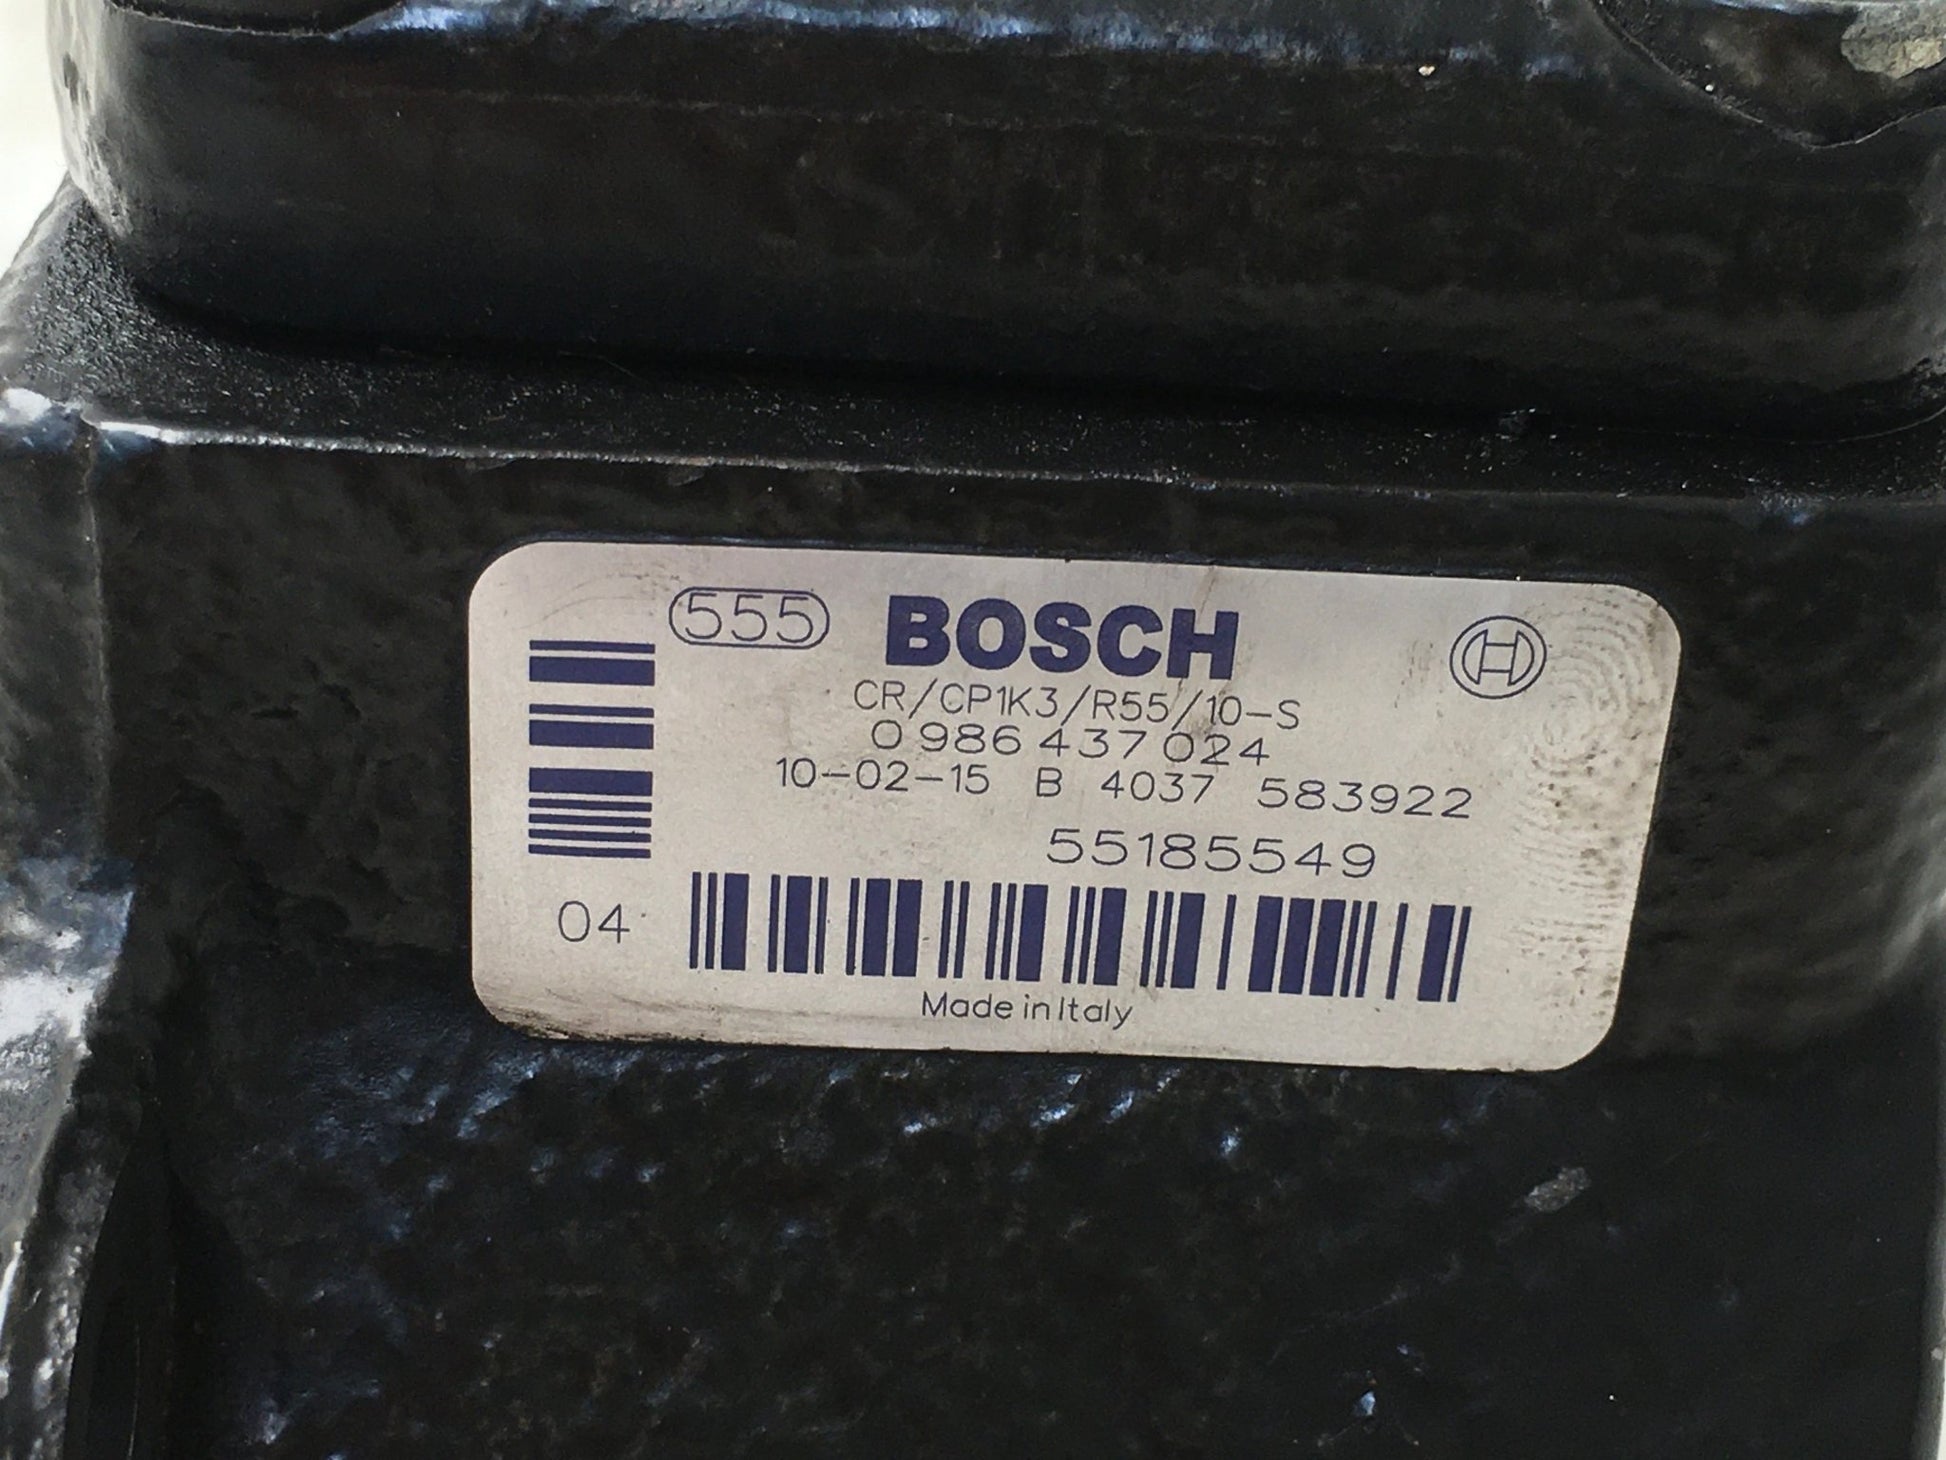 555 BOSCH
CR/CP1K3/R55/10-S
0 986 437 024
10-02-15 B 4037 583922
55185549
04
Made in Italy